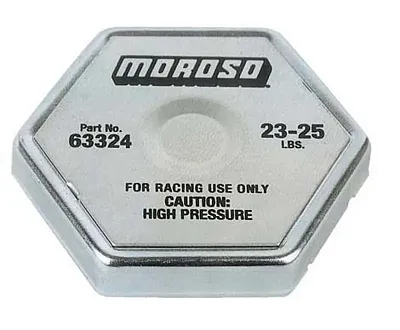 MOROSO
Part No.
63324
23-25
LBS.
FOR RACING USE ONLY
CAUTION:
HIGH PRESSURE